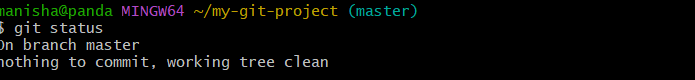 manisha@panda MINGW64 ~/my-git-project (master)
$ git status
On branch master
nothing to commit, working tree clean